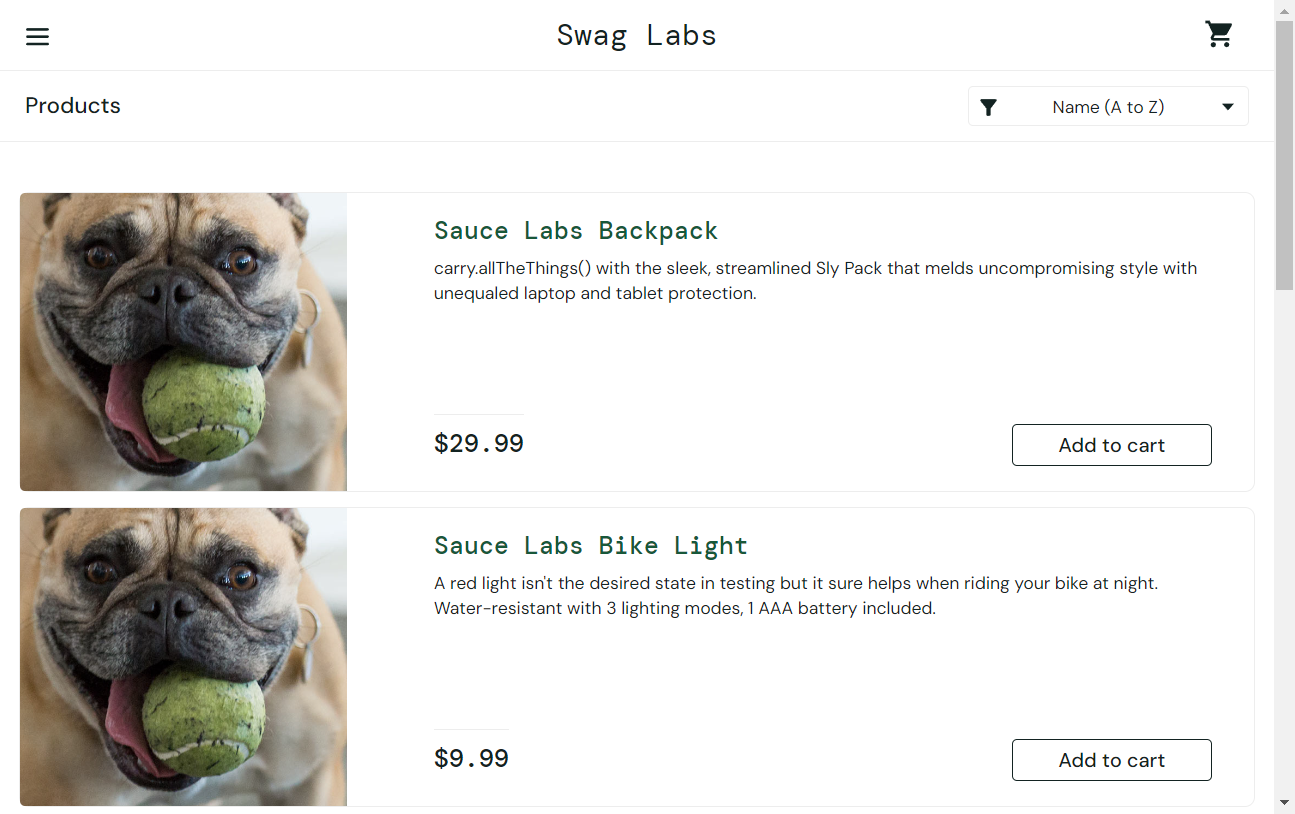 Swag Labs
Products
Name (A to Z)
Sauce Labs Backpack
carry.allTheThings() with the sleek, streamlined Sly Pack that melds uncompromising style with
unequaled laptop and tablet protection.
$29.99
Add to cart
Sauce Labs Bike Light
A red light isn't the desired state in testing but it sure helps when riding your bike at night.
Water-resistant with 3 lighting modes, 1 AAA battery included.
$9.99
Add to cart